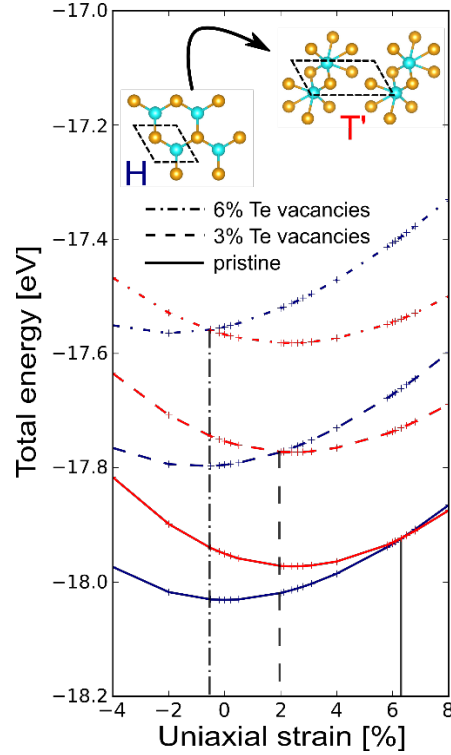 −17.0
−17.2
−17.4
−17.6
−17.8
−18.0
−18.2
Total energy [eV]
H
T'
6% Te vacancies
3% Te vacancies
pristine
−4 −2 0 2 4 6 8
Uniaxial strain [%]